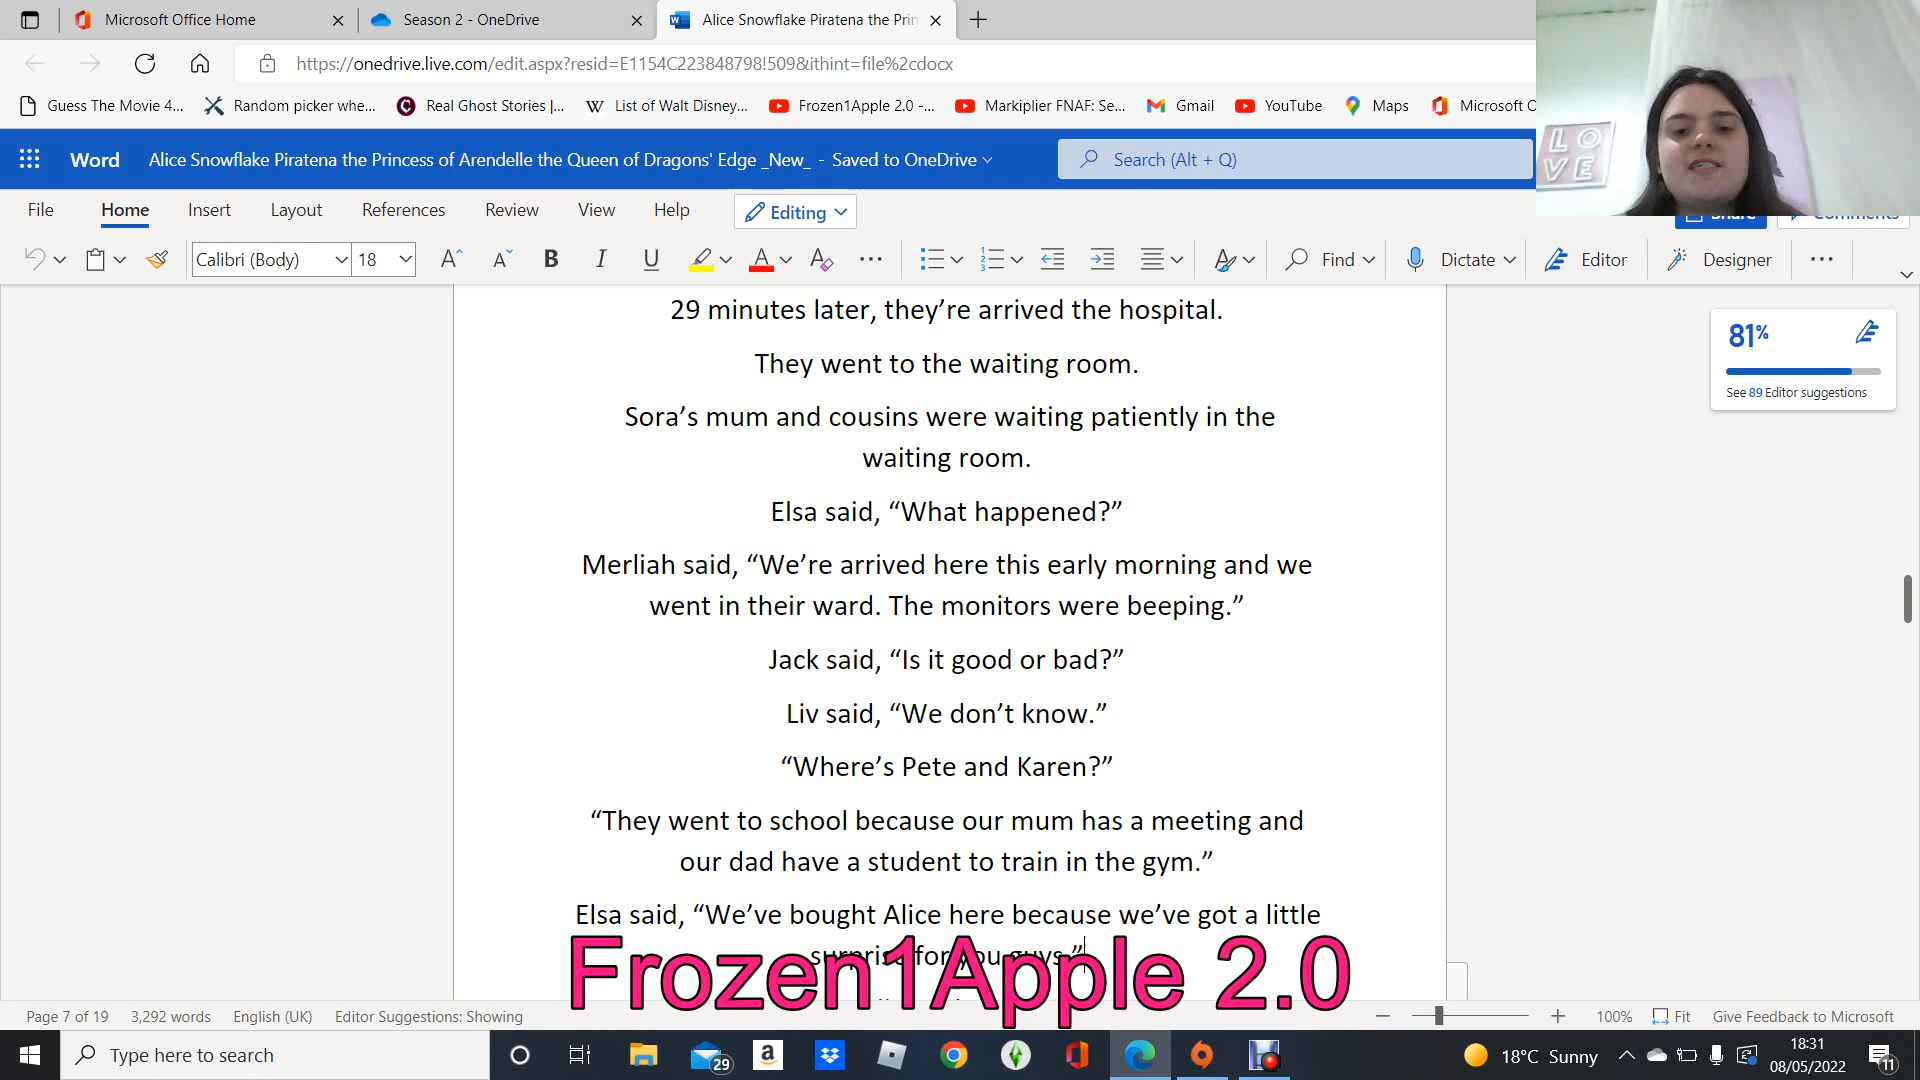 Microsoft Office Home
Season 2 - OneDrive
Alice Snowflake Piratena the Prin
https://onedrive.live.com/edit.aspx?resid=E1154C223848798!509&ithint=file%2cdocx
Guess The Movie 4...
Random picker whe...
Real Ghost Stories |...
List of Walt Disney...
Frozen1Apple 2.0 -...
Markiplier FNAF: Se...
Gmail
YouTube
Maps
Microsoft O
LOVE
Word
Alice Snowflake Piratena the Princess of Arendelle the Queen of Dragons' Edge _New_ - Saved to OneDrive
Search (Alt + Q)
File
Home
Insert
Layout
References
Review
View
Help
Editing
Share
Comments
Calibri (Body)
18
Find
Dictate
Editor
Designer
29 minutes later, they’re arrived the hospital.
They went to the waiting room.
Sora’s mum and cousins were waiting patiently in the
waiting room.
Elsa said, “What happened?”
Merliah said, “We’re arrived here this early morning and we
went in their ward. The monitors were beeping.”
Jack said, “Is it good or bad?”
Liv said, “We don’t know.”
“Where’s Pete and Karen?”
“They went to school because our mum has a meeting and
our dad have a student to train in the gym.”
Elsa said, “We’ve bought Alice here because we’ve got a little
surprise for you guys.”
81%
See 89 Editor suggestions
Frozen1Apple 2.0
Page 7 of 19
3,292 words
English (UK)
Editor Suggestions: Showing
100%
Fit
Give Feedback to Microsoft
Type here to search
29
18°C Sunny
18:31
08/05/2022
11